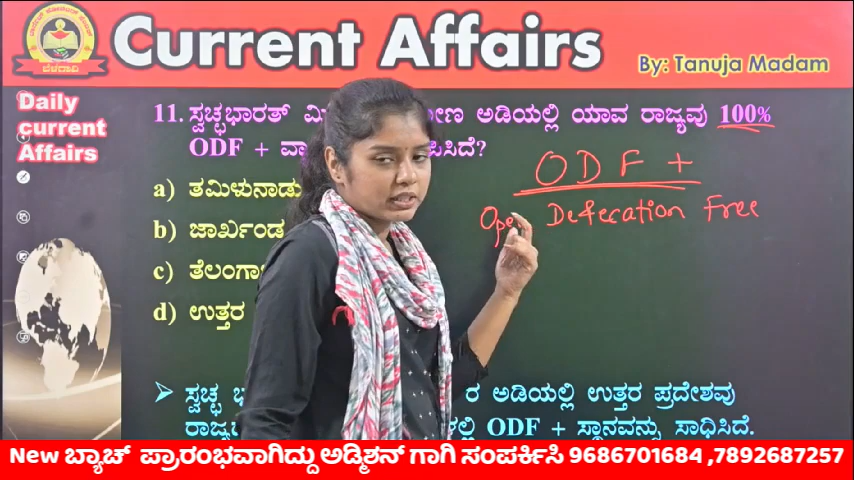 Current Affairs
By: Tanuja Madam
ಬೆಳಗಾವಿ
Daily
current
Affairs
11. ಸ್ವಚ್ಛಭಾರತ್ ಅಡಿಯಲ್ಲಿ ಯಾವ ರಾಜ್ಯವು 100%
ODF +
ODF +
Open Defecation Free
a) ತಮಿಳುನಾಡು
b) ಜಾರ್ಖಂಡ
c)
d) ಉತ್ತರ
➤ ಸ್ವಚ್ಛ ಅಡಿಯಲ್ಲಿ ಉತ್ತರ ಪ್ರದೇಶವು
ODF + ಸ್ಥಾನವನ್ನು ಸಾಧಿಸಿದೆ.
New ಬ್ಯಾಚ್ ಪ್ರಾರಂಭವಾಗಿದ್ದು ಅಡ್ಮಿಶನ್ ಗಾಗಿ ಸಂಪರ್ಕಿಸಿ 9686701684 ,7892687257